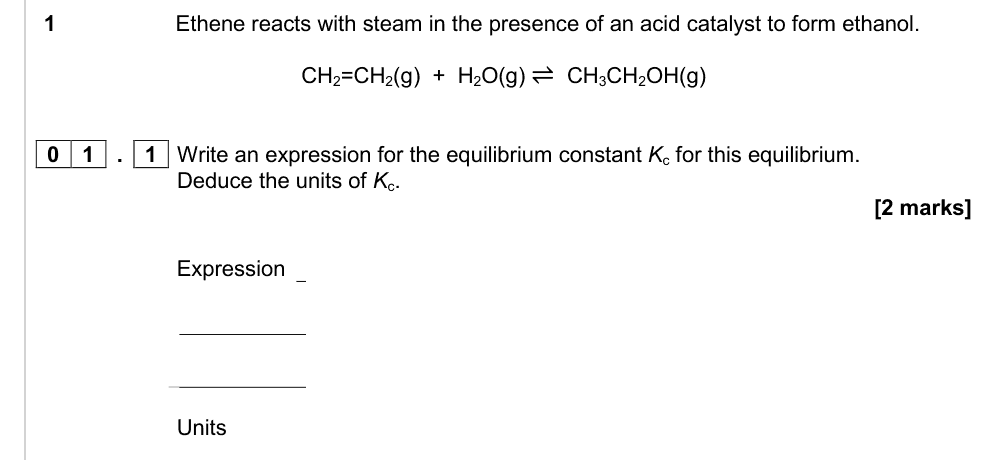 1 Ethene reacts with steam in the presence of an acid catalyst to form ethanol.
CH₂=CH₂(g) + H₂O(g) ⇌ CH₃CH₂OH(g)
0 1 . 1 Write an expression for the equilibrium constant K꜀ for this equilibrium.
Deduce the units of K꜀.
[2 marks]
Expression _
Units